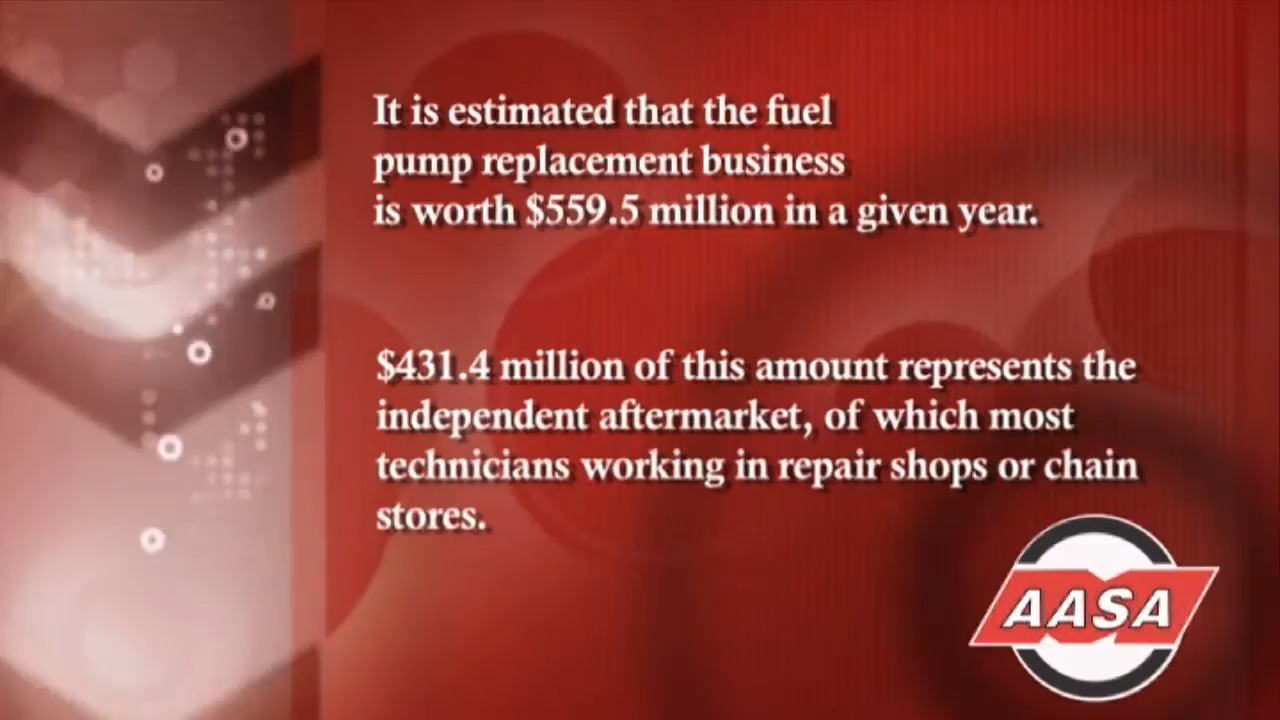 It is estimated that the fuel
pump replacement business
is worth $559.5 million in a given year.
$431.4 million of this amount represents the
independent aftermarket, of which most
technicians working in repair shops or chain
stores.
AASA